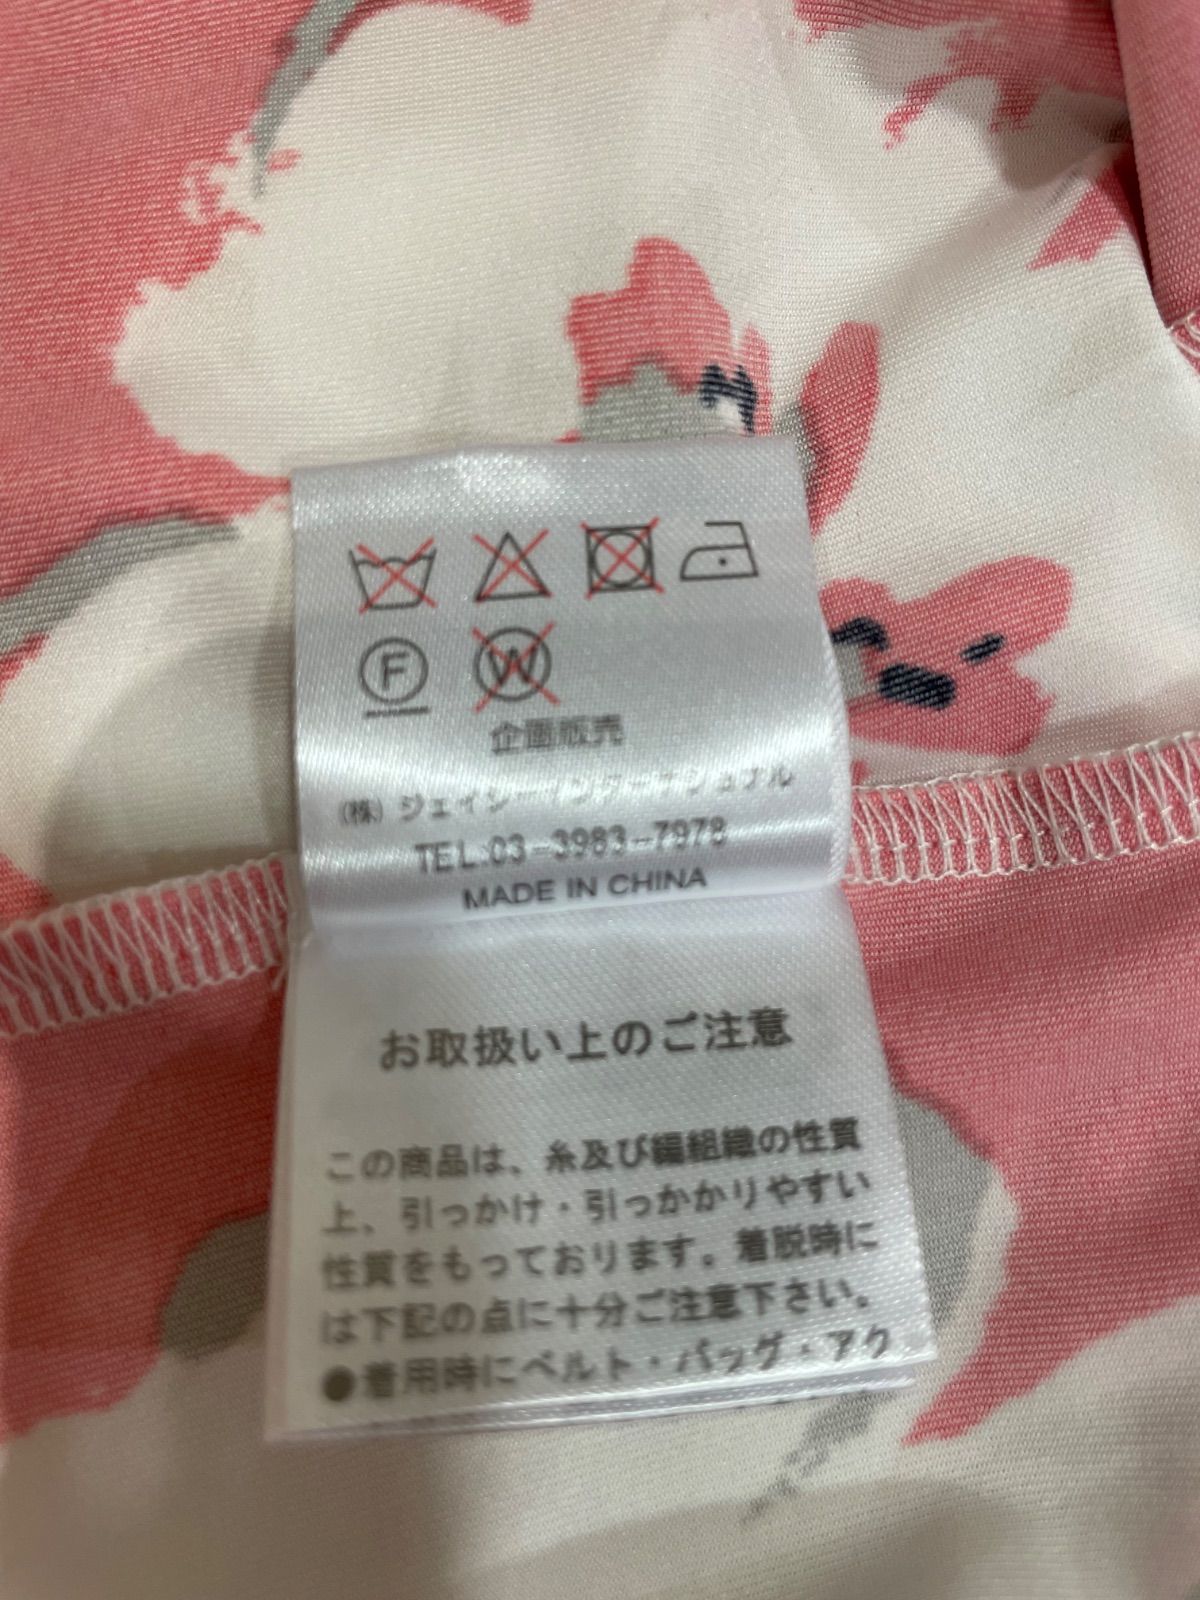 F W
企画販売
(株) ジェイシーインターナショナル
TEL:03-3983-7978
MADE IN CHINA
お取扱い上のご注意
この商品は、糸及び編組織の性質
上、引っかけ・引っかかりやすい
性質をもっております。着脱時に
は下記の点に十分ご注意下さい。
●着用時にベルト・バッグ・アク